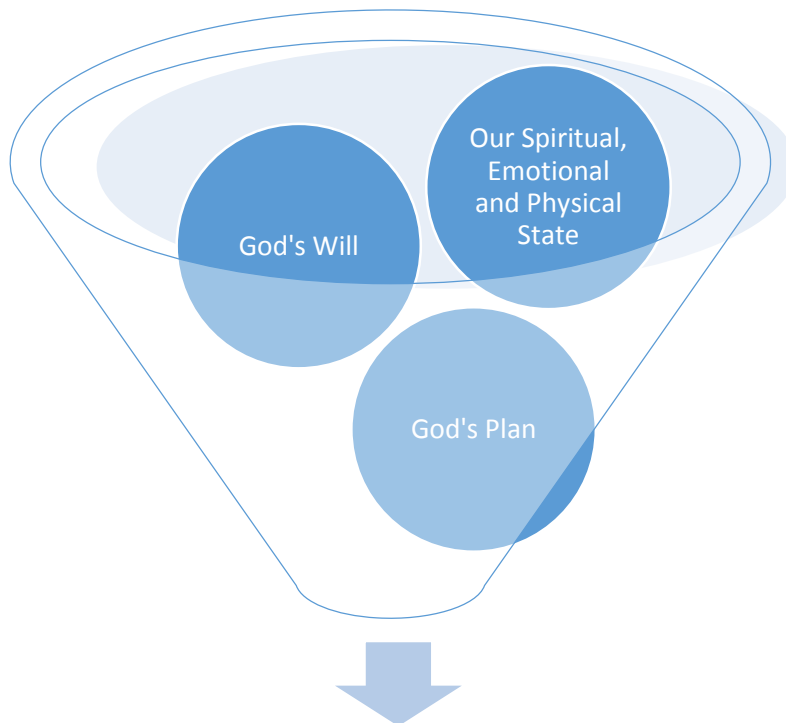 Our Spiritual,
Emotional
and Physical
State
God's Will
God's Plan